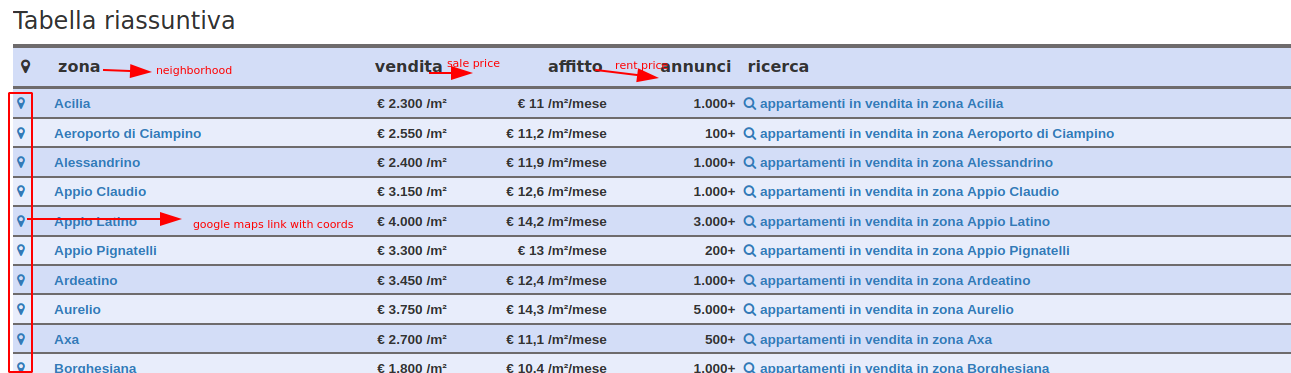 Tabella riassuntiva
zona neighborhood vendita sale price affitto rent price annunci ricerca
Acilia € 2.300 /m² € 11 /m²/mese 1.000+ appartamenti in vendita in zona Acilia
Aeroporto di Ciampino € 2.550 /m² € 11,2 /m²/mese 100+ appartamenti in vendita in zona Aeroporto di Ciampino
Alessandrino € 2.400 /m² € 11,9 /m²/mese 1.000+ appartamenti in vendita in zona Alessandrino
Appio Claudio € 3.150 /m² € 12,6 /m²/mese 1.000+ appartamenti in vendita in zona Appio Claudio
Appio Latino google maps link with coords € 4.000 /m² € 14,2 /m²/mese 3.000+ appartamenti in vendita in zona Appio Latino
Appio Pignatelli € 3.300 /m² € 13 /m²/mese 200+ appartamenti in vendita in zona Appio Pignatelli
Ardeatino € 3.450 /m² € 12,4 /m²/mese 1.000+ appartamenti in vendita in zona Ardeatino
Aurelio € 3.750 /m² € 14,3 /m²/mese 5.000+ appartamenti in vendita in zona Aurelio
Axa € 2.700 /m² € 11,1 /m²/mese 500+ appartamenti in vendita in zona Axa
Borghesiana € 1.800 /m² € 10,4 /m²/mese 1.000+ appartamenti in vendita in zona Borghesiana